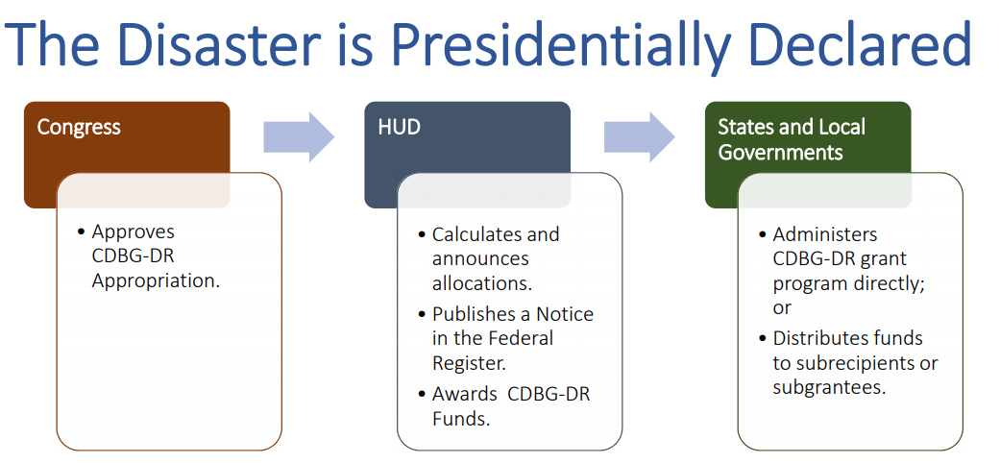 The Disaster is Presidentially Declared
Congress
• Approves
CDBG-DR
Appropriation.
HUD
• Calculates and
announces
allocations.
• Publishes a Notice
in the Federal
Register.
• Awards CDBG-DR
Funds.
States and Local
Governments
• Administers
CDBG-DR grant
program directly;
or
• Distributes funds
to subrecipients or
subgrantees.